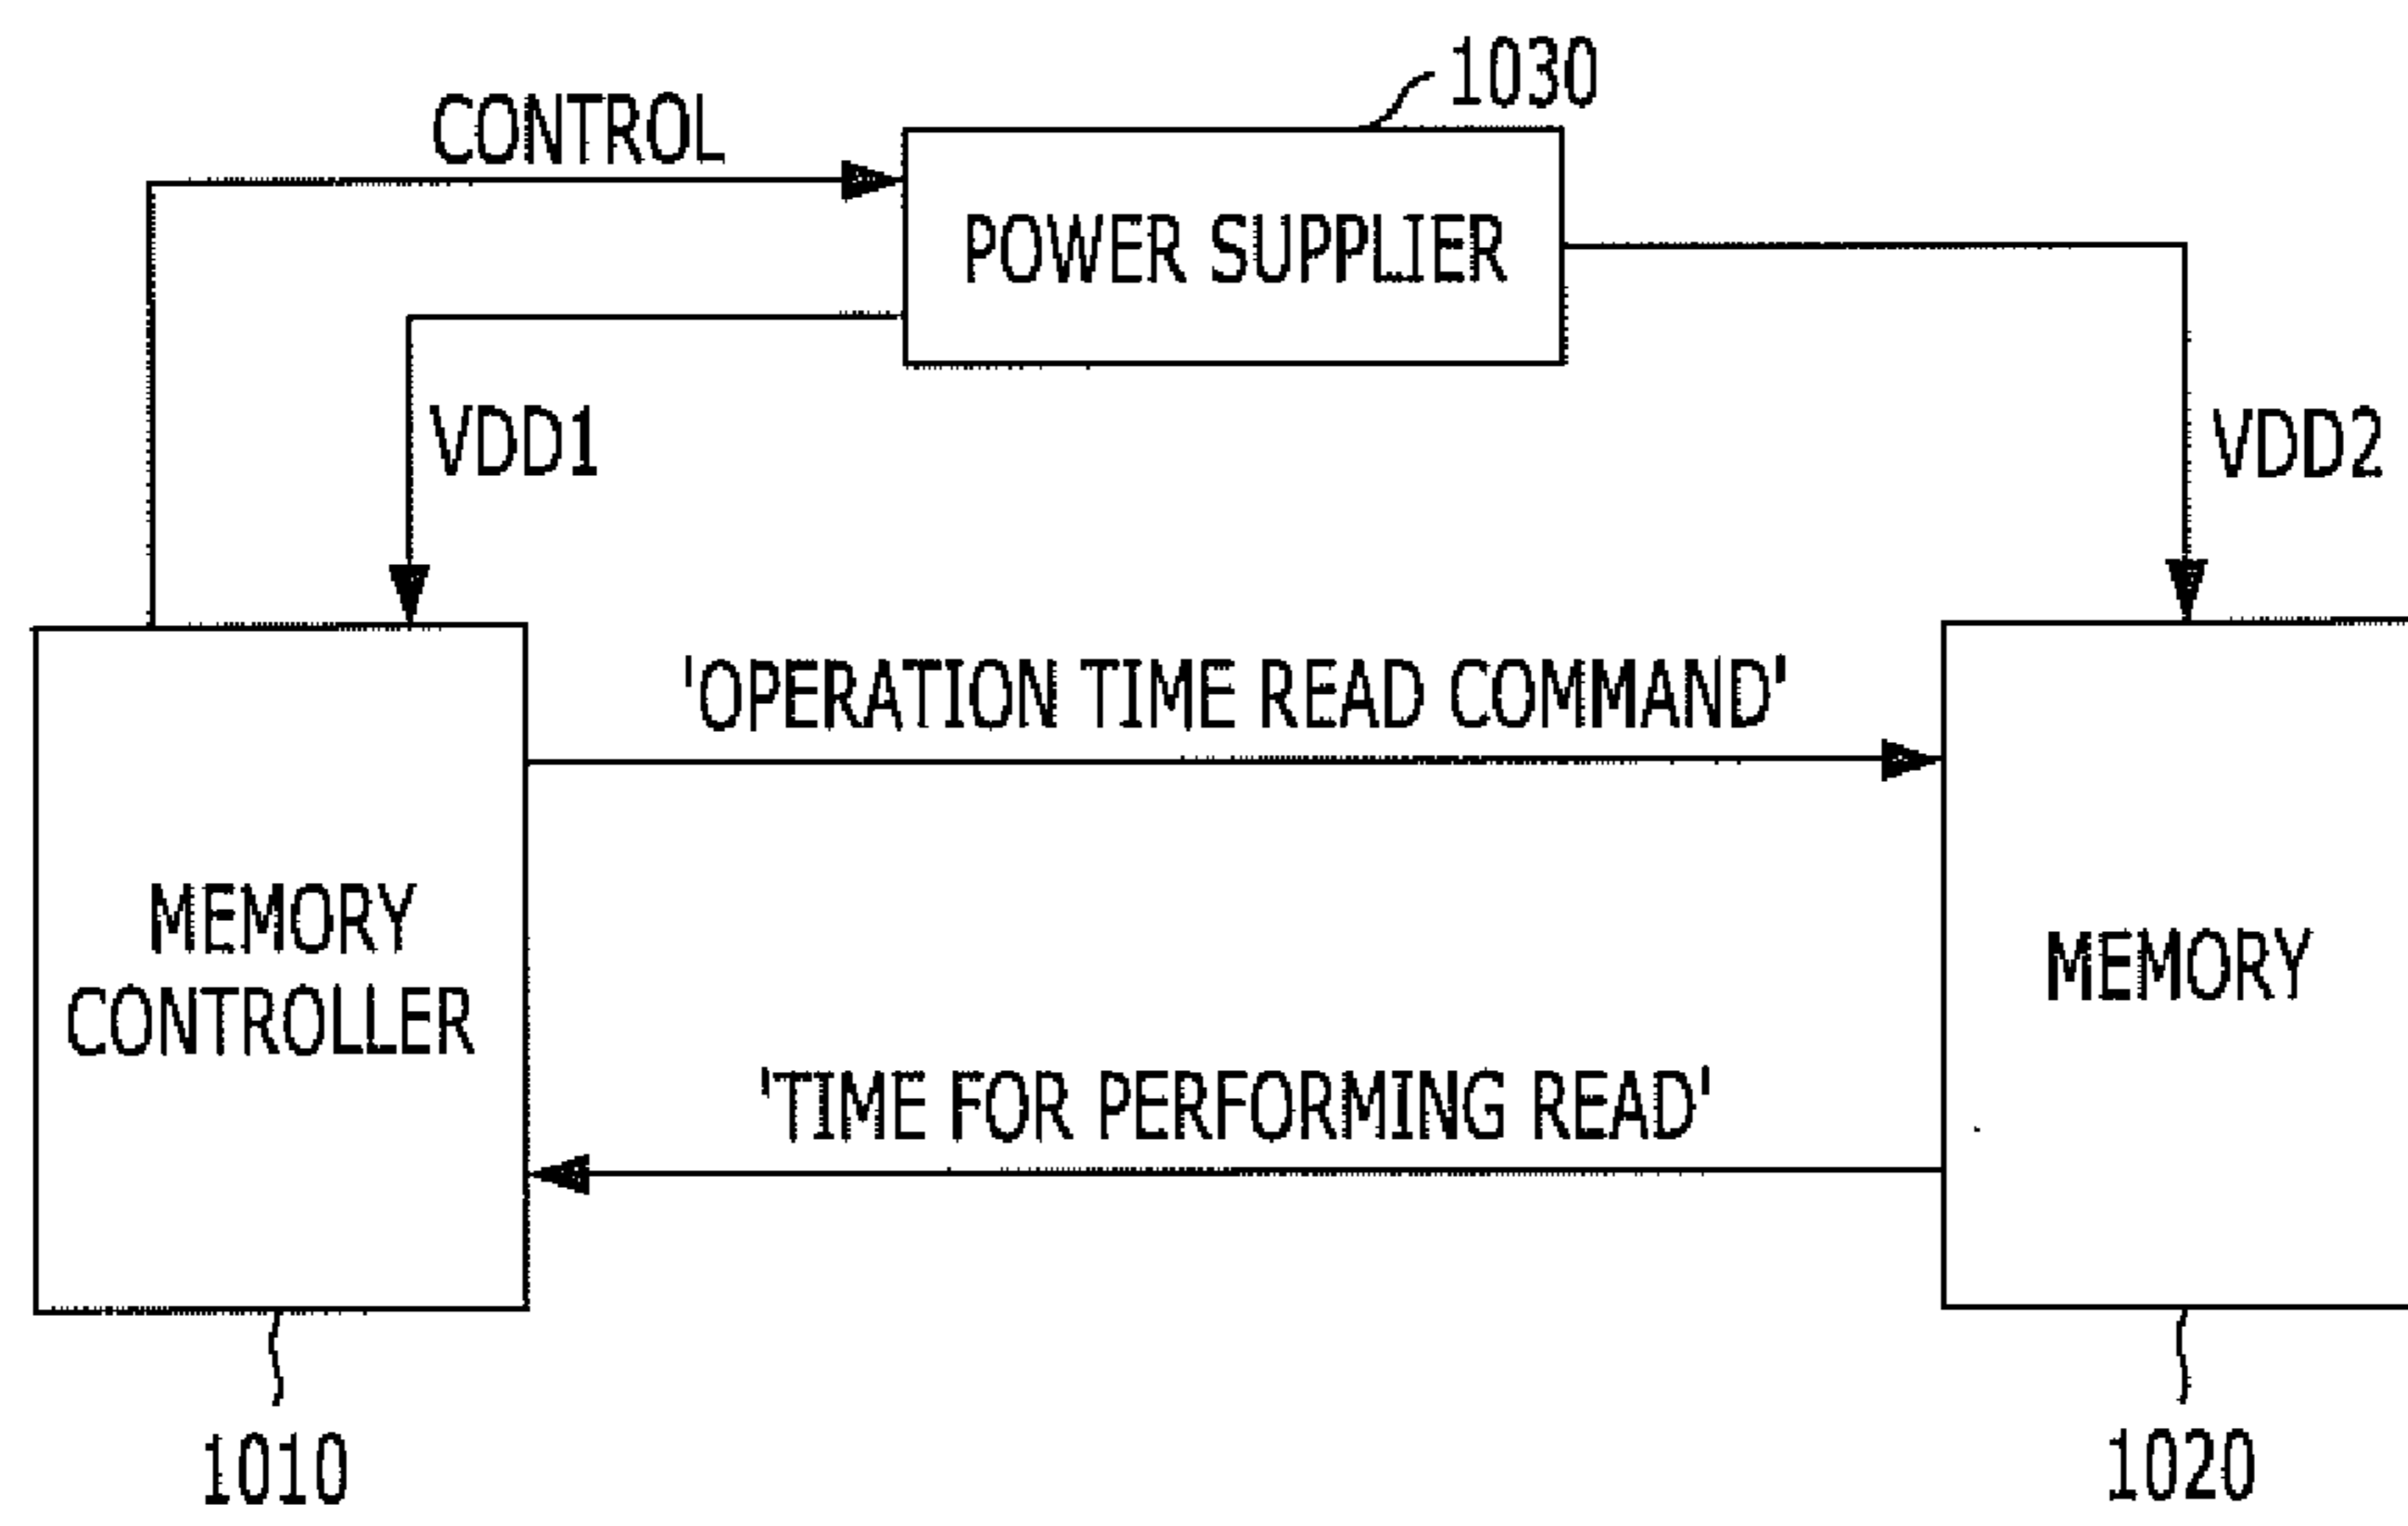 1030
CONTROL
POWER SUPPLIER
VDD1
VDD2
'OPERATION TIME READ COMMAND'
MEMORY
CONTROLLER
MEMORY
'TIME FOR PERFORMING READ'
1010
1020